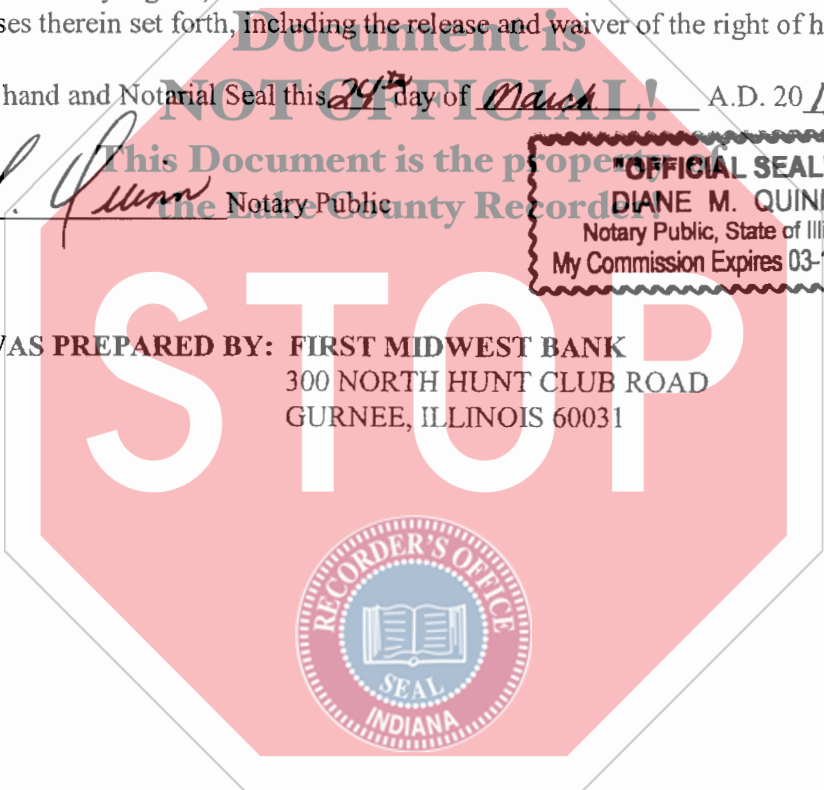 ses therein set forth, including the release and waiver of the right of h
Document is
NOT OFFICIAL!
hand and Notarial Seal this 24th day of March A.D. 20
This Document is the property
the Lake County Recorder!
Quinn Notary Public
"OFFICIAL SEAL"
DIANE M. QUIN
Notary Public, State of Illi
My Commission Expires 03-
STOP
AS PREPARED BY: FIRST MIDWEST BANK
300 NORTH HUNT CLUB ROAD
GURNEE, ILLINOIS 60031
RECORDER'S OFFICE
SEAL
INDIANA